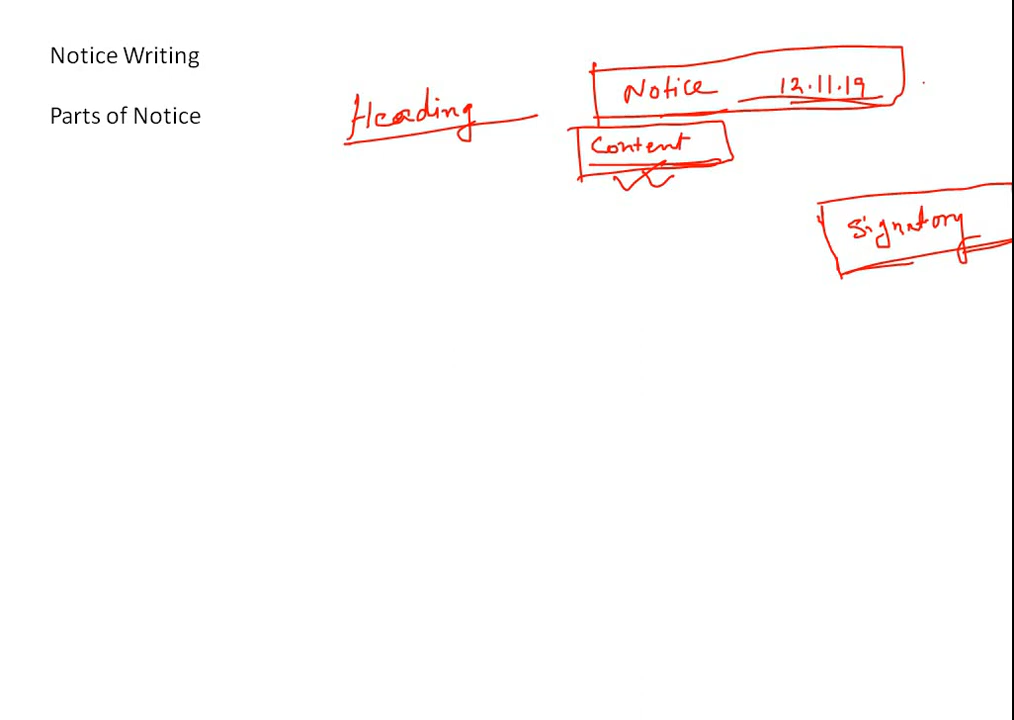 Notice Writing
Notice 12.11.19
Parts of Notice
Heading
Content
Signatory